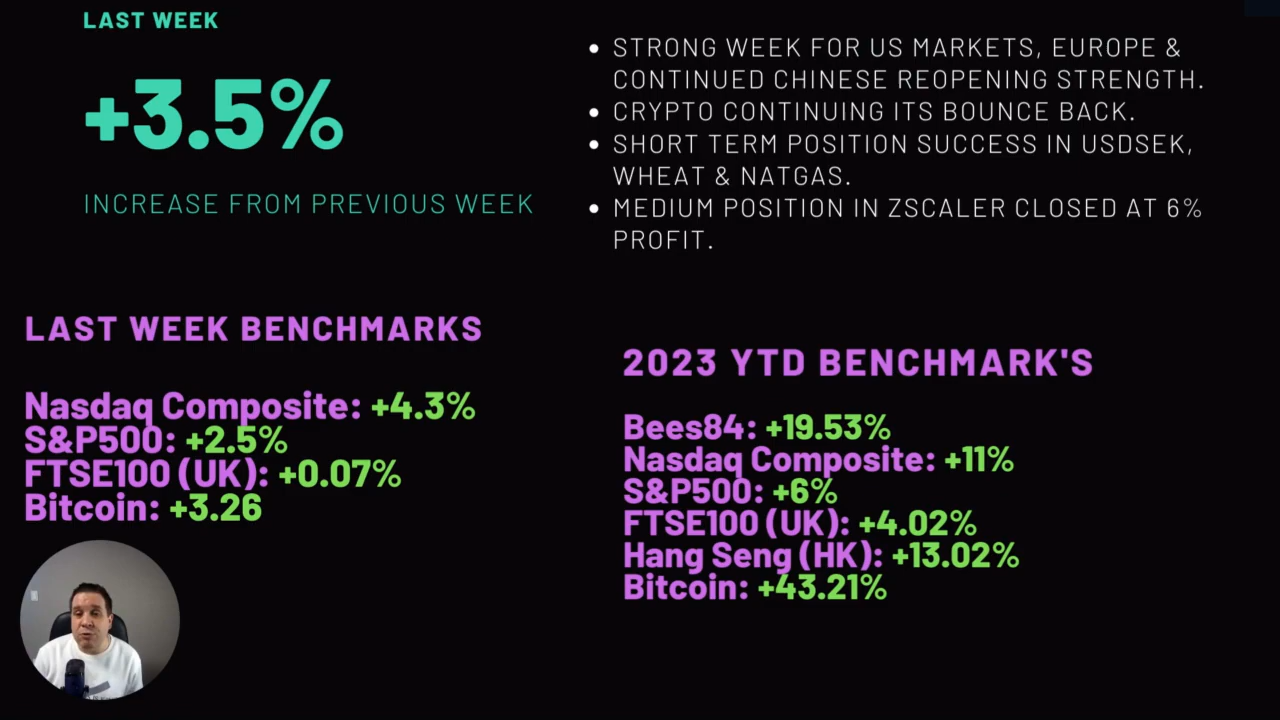 LAST WEEK
+3.5%
INCREASE FROM PREVIOUS WEEK
• STRONG WEEK FOR US MARKETS, EUROPE &
CONTINUED CHINESE REOPENING STRENGTH.
• CRYPTO CONTINUING ITS BOUNCE BACK.
• SHORT TERM POSITION SUCCESS IN USDSEK,
WHEAT & NATGAS.
• MEDIUM POSITION IN ZSCALER CLOSED AT 6%
PROFIT.
LAST WEEK BENCHMARKS
Nasdaq Composite: +4.3%
S&P500: +2.5%
FTSE100 (UK): +0.07%
Bitcoin: +3.26
2023 YTD BENCHMARK'S
Bees84: +19.53%
Nasdaq Composite: +11%
S&P500: +6%
FTSE100 (UK): +4.02%
Hang Seng (HK): +13.02%
Bitcoin: +43.21%